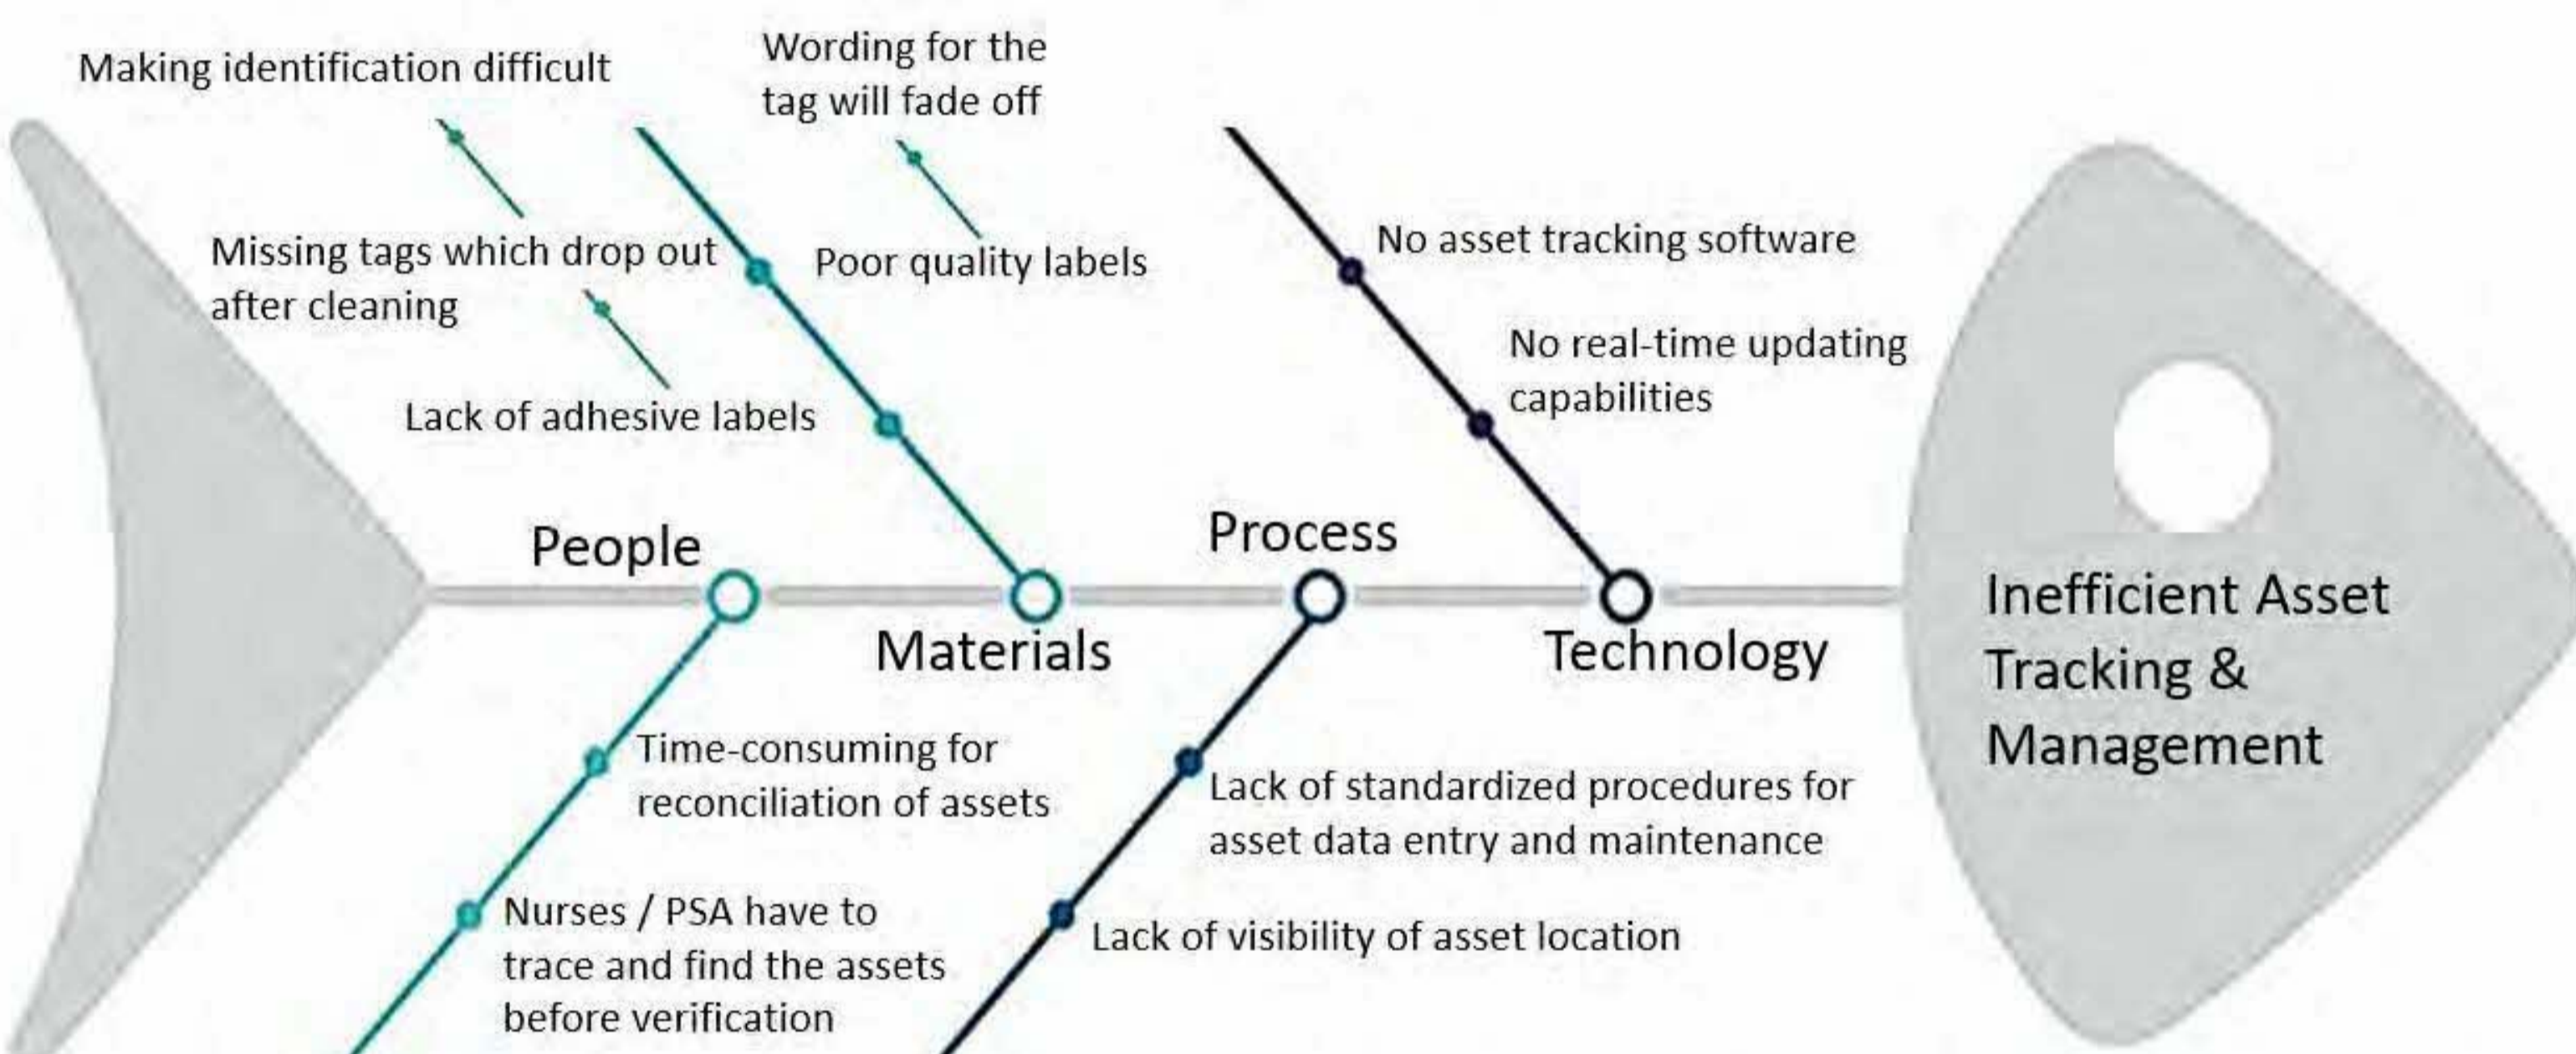 Making identification difficult
Wording for the
tag will fade off
Missing tags which drop out
after cleaning
Poor quality labels
No asset tracking software
No real-time updating
capabilities
Lack of adhesive labels
People
Process
Materials
Technology
Inefficient Asset
Tracking &
Management
Time-consuming for
reconciliation of assets
Lack of standardized procedures for
asset data entry and maintenance
Nurses / PSA have to
trace and find the assets
before verification
Lack of visibility of asset location